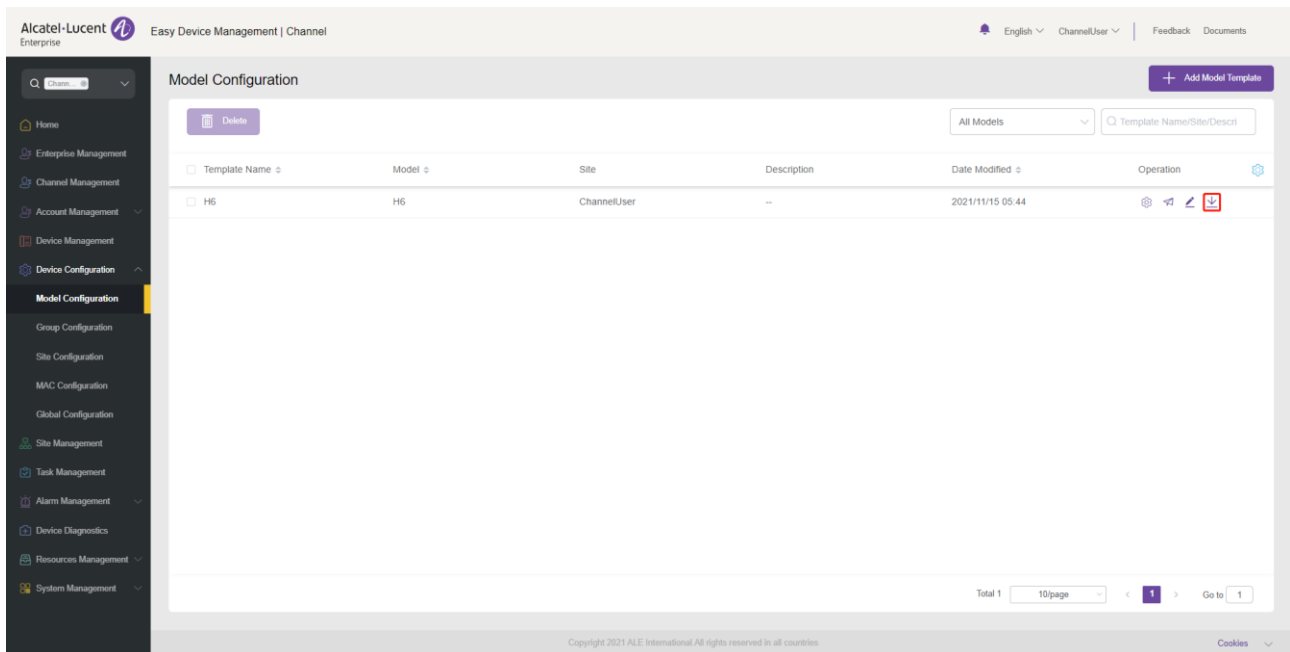 Alcatel·Lucent
Enterprise
Easy Device Management | Channel
English
ChannelUser
Feedback
Documents
Chann...
Model Configuration
Add Model Template
Delete
All Models
Template Name/Site/Descri
Home
Enterprise Management
Channel Management
Account Management
Device Management
Device Configuration
Model Configuration
Group Configuration
Site Configuration
MAC Configuration
Global Configuration
Site Management
Task Management
Alarm Management
Device Diagnostics
Resources Management
System Management
Template Name Model Site Description Date Modified Operation
H6 H6 ChannelUser -- 2021/11/15 05:44
Total 1 10/page < 1 > Go to 1
Copyright 2021 ALE International.All rights reserved in all countries
Cookies